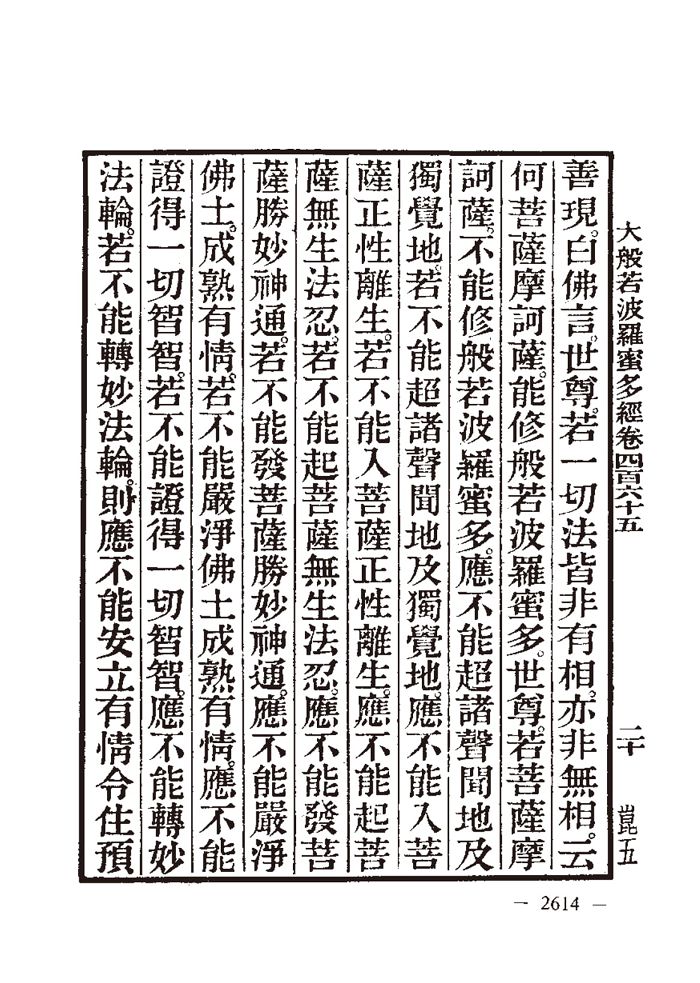 大般若波羅蜜多經卷四百六十五 二十 崑五
善現。白佛言。世尊。若一切法皆非有相。亦非無相。云
何菩薩摩訶薩。能修般若波羅蜜多。世尊。若菩薩摩
訶薩。不能修般若波羅蜜多。應不能超諸聲聞地及
獨覺地。若不能超諸聲聞地及獨覺地。應不能入菩
薩正性離生。若不能入菩薩正性離生。應不能起菩
薩無生法忍。若不能起菩薩無生法忍。應不能發菩
薩勝妙神通。若不能發菩薩勝妙神通。應不能嚴淨
佛土。成熟有情。若不能嚴淨佛土成熟有情。應不能
證得一切智智。若不能證得一切智智。應不能轉妙
法輪。若不能轉妙法輪。則應不能安立有情令住預
— 2614 —